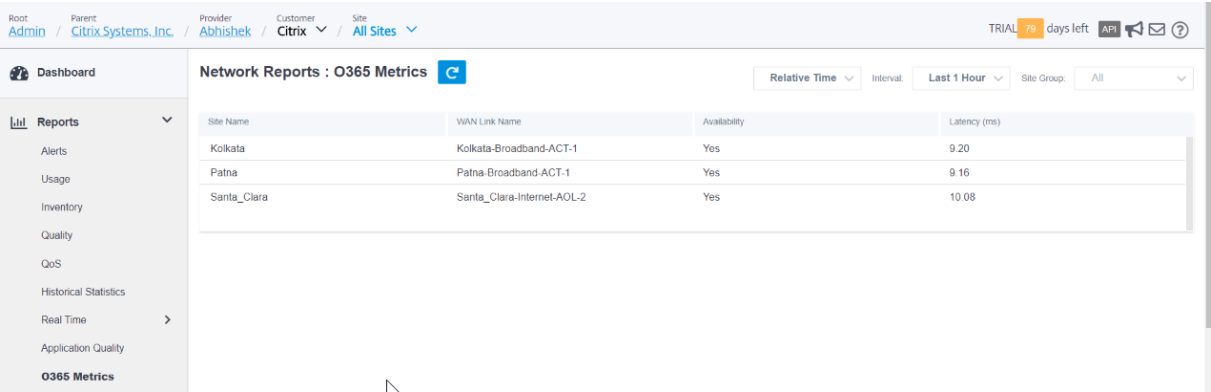 Root Parent Provider Customer Site
Admin / Citrix Systems, Inc. / Abhishek / Citrix / All Sites
TRIAL 79 days left API ?
Dashboard
Network Reports : O365 Metrics
Relative Time Interval: Last 1 Hour Site Group: All
Reports
Site Name WAN Link Name Availability Latency (ms)
Kolkata Kolkata-Broadband-ACT-1 Yes 9.20
Patna Patna-Broadband-ACT-1 Yes 9.16
Santa_Clara Santa_Clara-Internet-AOL-2 Yes 10.08
Alerts
Usage
Inventory
Quality
QoS
Historical Statistics
Real Time
Application Quality
O365 Metrics